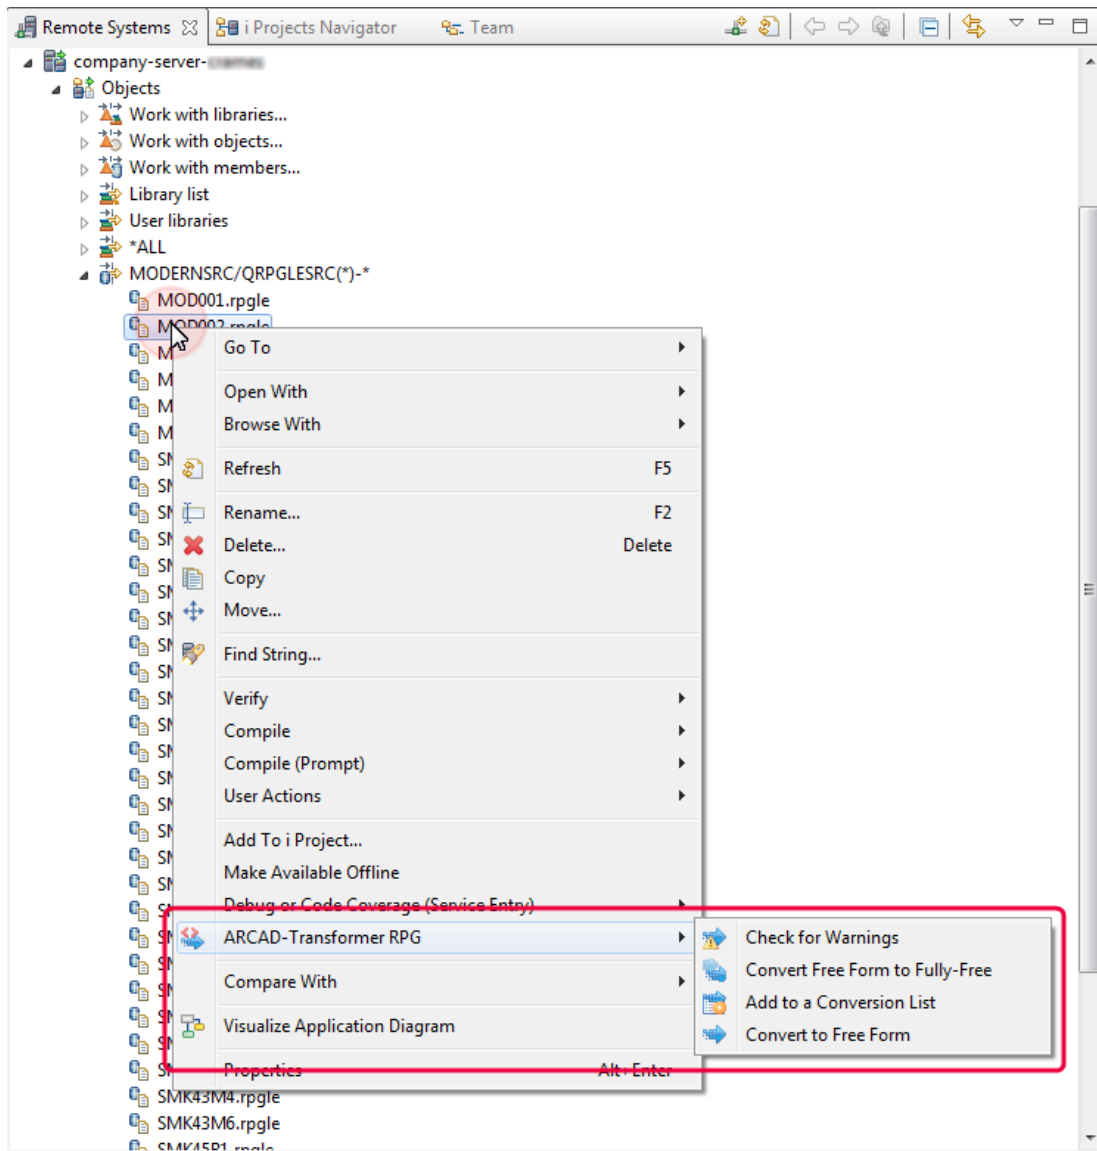 Remote Systems i Projects Navigator Team
company-server-
Objects
Work with libraries...
Work with objects...
Work with members...
Library list
User libraries
*ALL
MODERNSRC/QRPGLESRC(*)-*
MOD001.rpgle
MOD002.rpgle
Go To
Open With
Browse With
Refresh F5
Rename... F2
Delete... Delete
Copy
Move...
Find String...
Verify
Compile
Compile (Prompt)
User Actions
Add To i Project...
Make Available Offline
Debug or Code Coverage (Service Entry)
ARCAD-Transformer RPG
Compare With
Visualize Application Diagram
Properties Alt+Enter
Check for Warnings
Convert Free Form to Fully-Free
Add to a Conversion List
Convert to Free Form
SMK43M4.rpgle
SMK43M6.rpgle
SMK45P1.rpgle